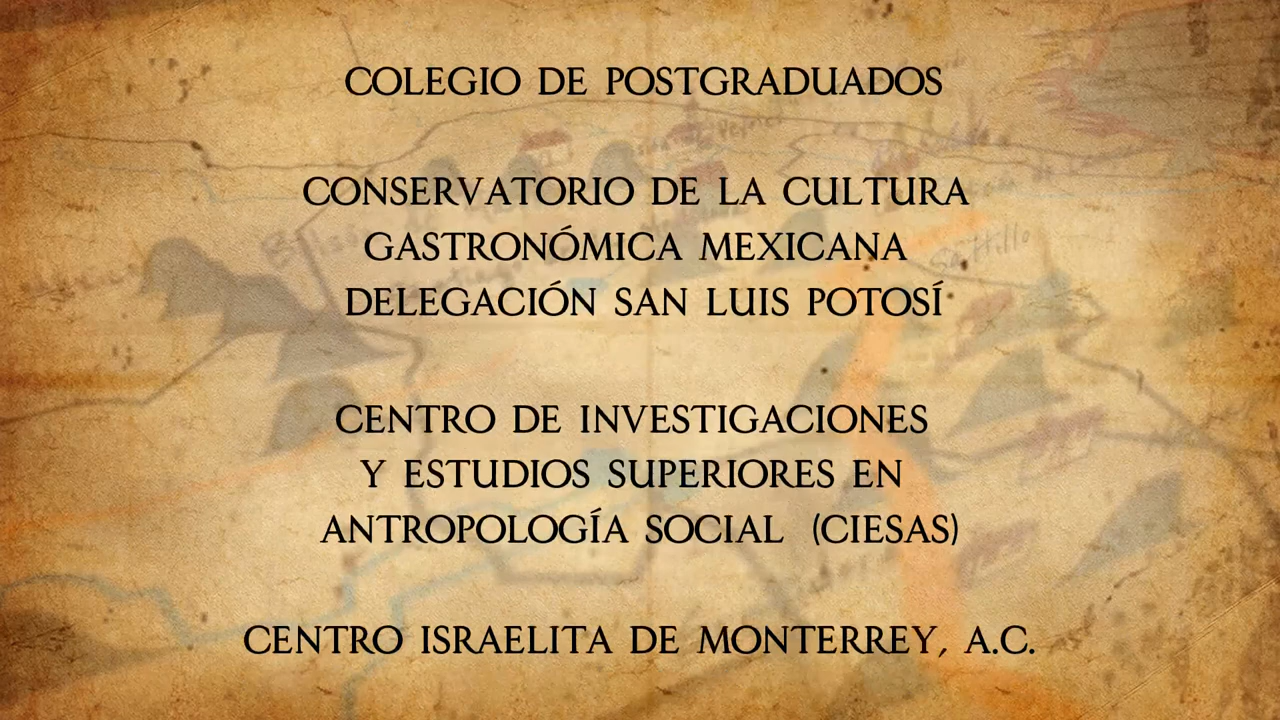 COLEGIO DE POSTGRADUADOS
CONSERVATORIO DE LA CULTURA
GASTRONÓMICA MEXICANA
DELEGACIÓN SAN LUIS POTOSÍ
CENTRO DE INVESTIGACIONES
Y ESTUDIOS SUPERIORES EN
ANTROPOLOGÍA SOCIAL (CIESAS)
CENTRO ISRAELITA DE MONTERREY, A.C.
Saltillo